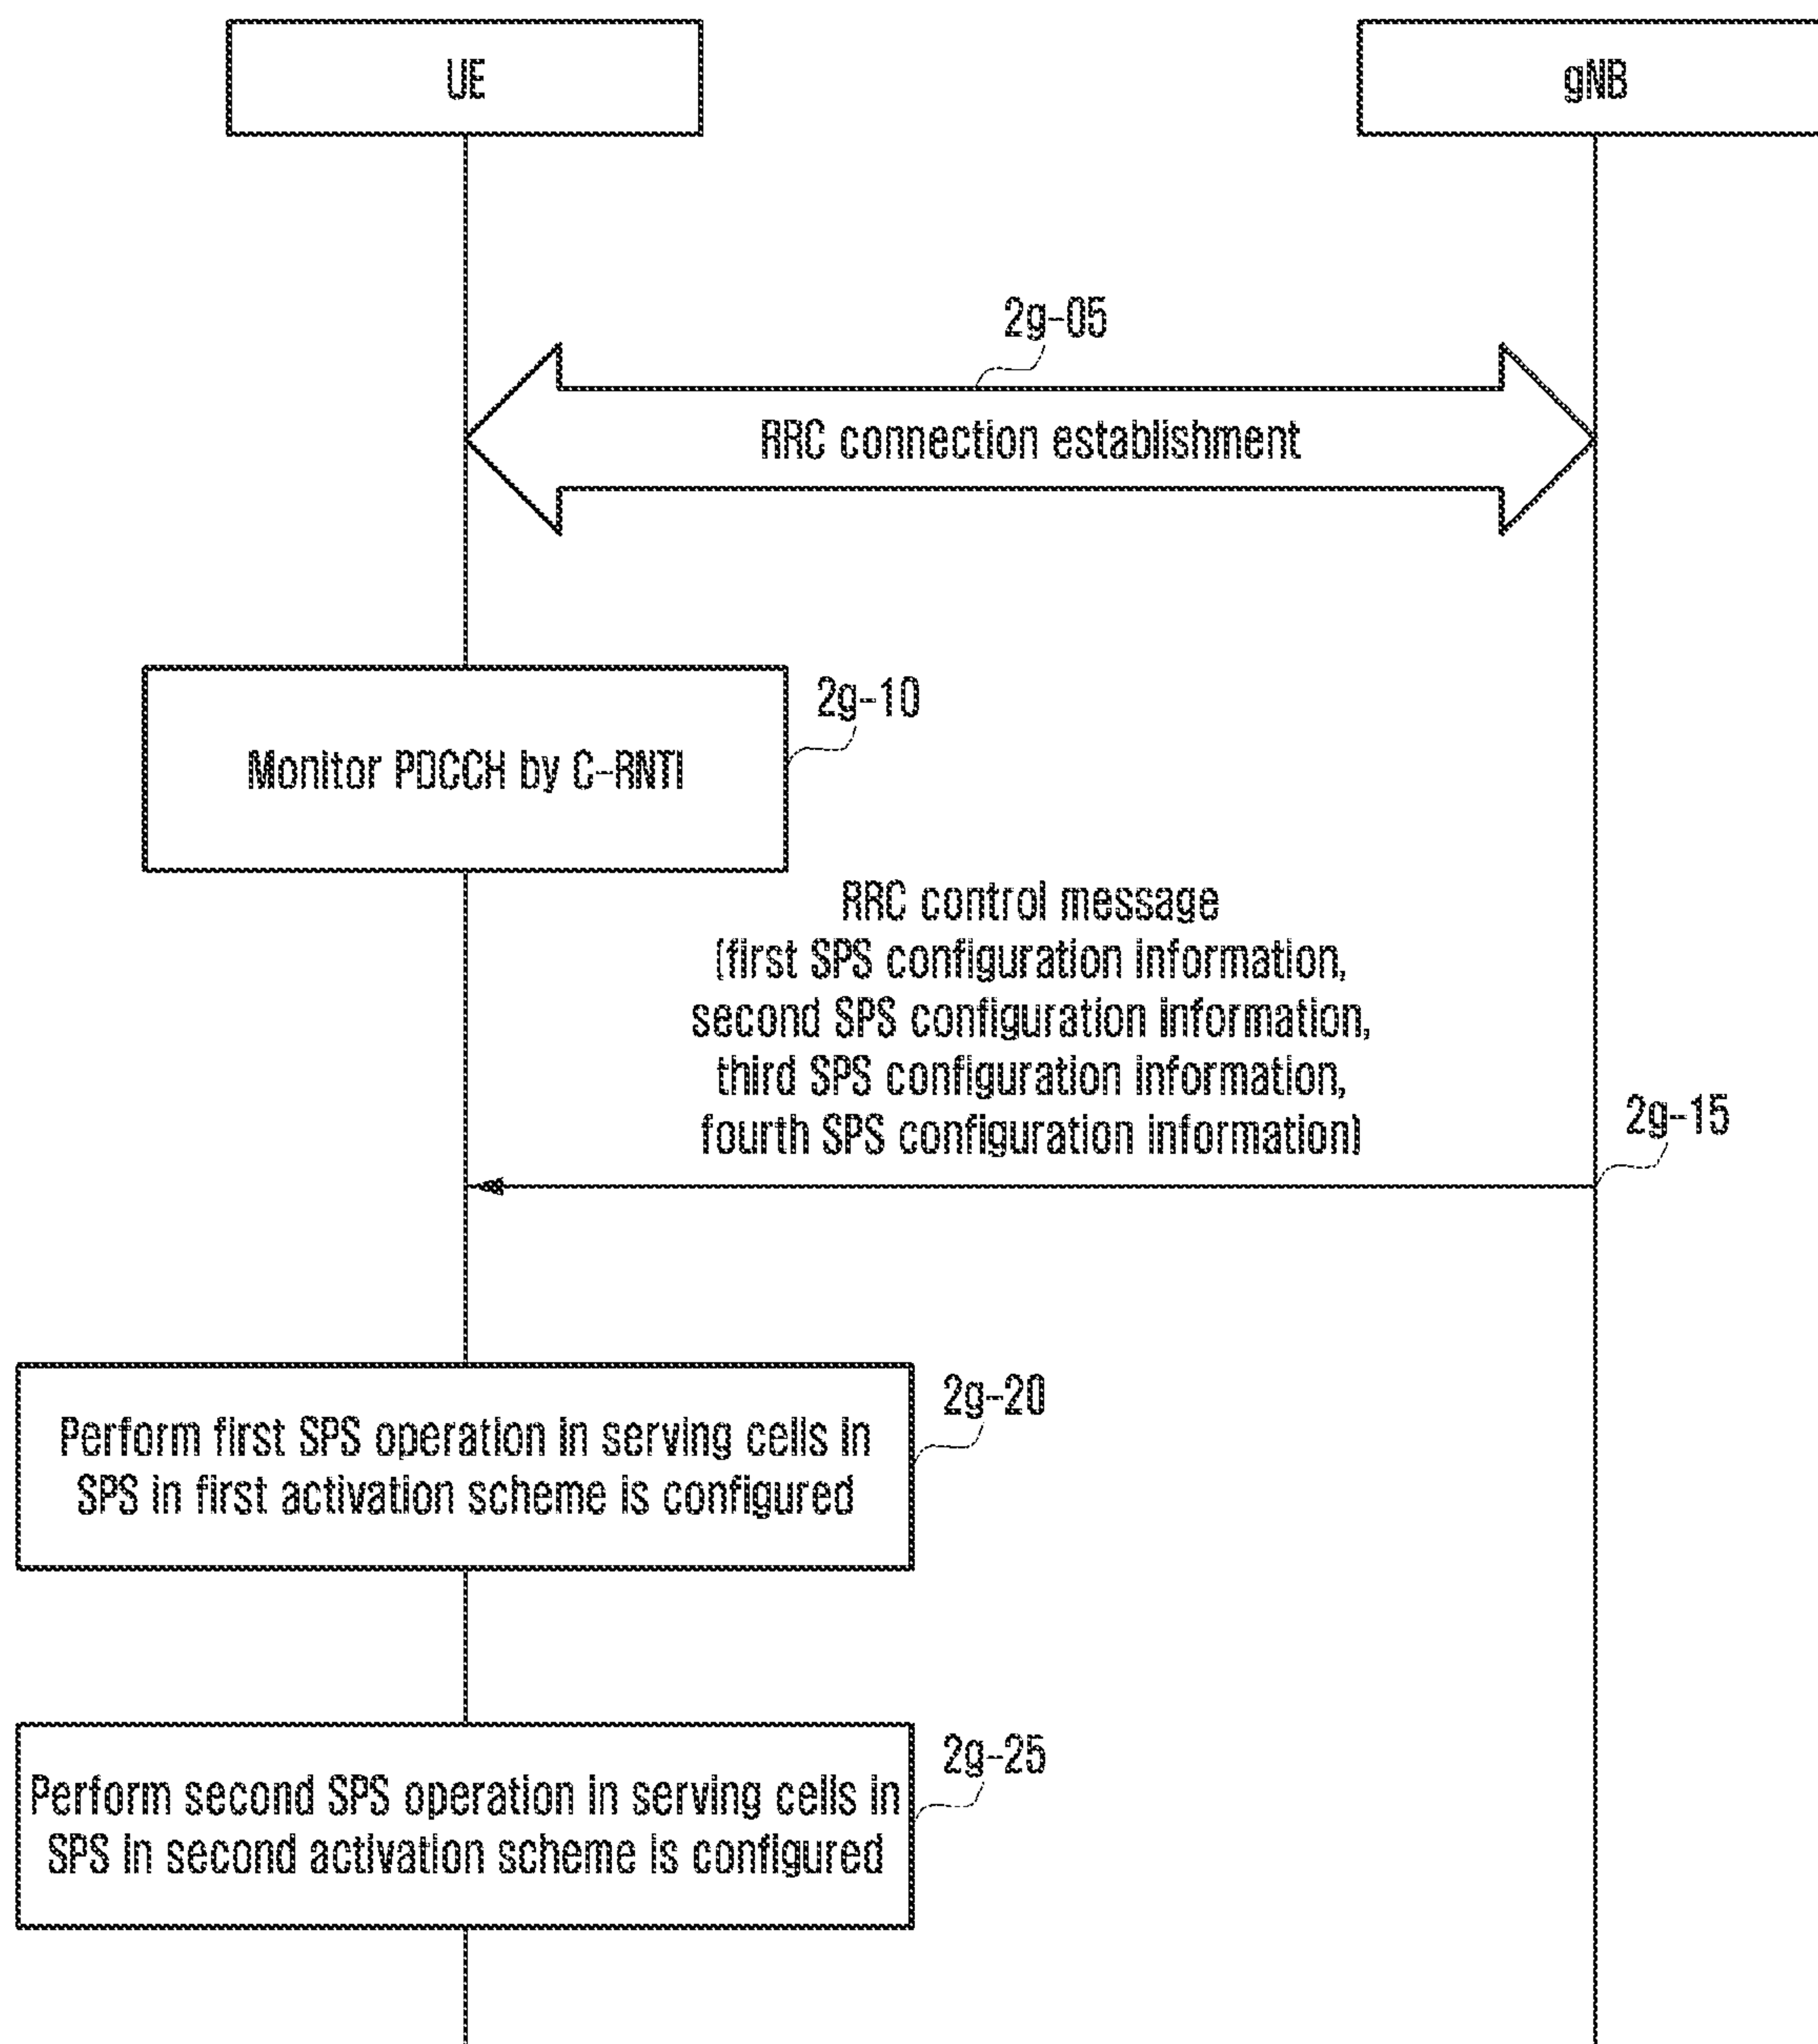 UE
gNB
2g-05
RRC connection establishment
2g-10
Monitor PDCCH by C-RNTI
RRC control message
(first SPS configuration information,
second SPS configuration information,
third SPS configuration information,
fourth SPS configuration information)
2g-15
2g-20
Perform first SPS operation in serving cells in
SPS in first activation scheme is configured
2g-25
Perform second SPS operation in serving cells in
SPS in second activation scheme is configured